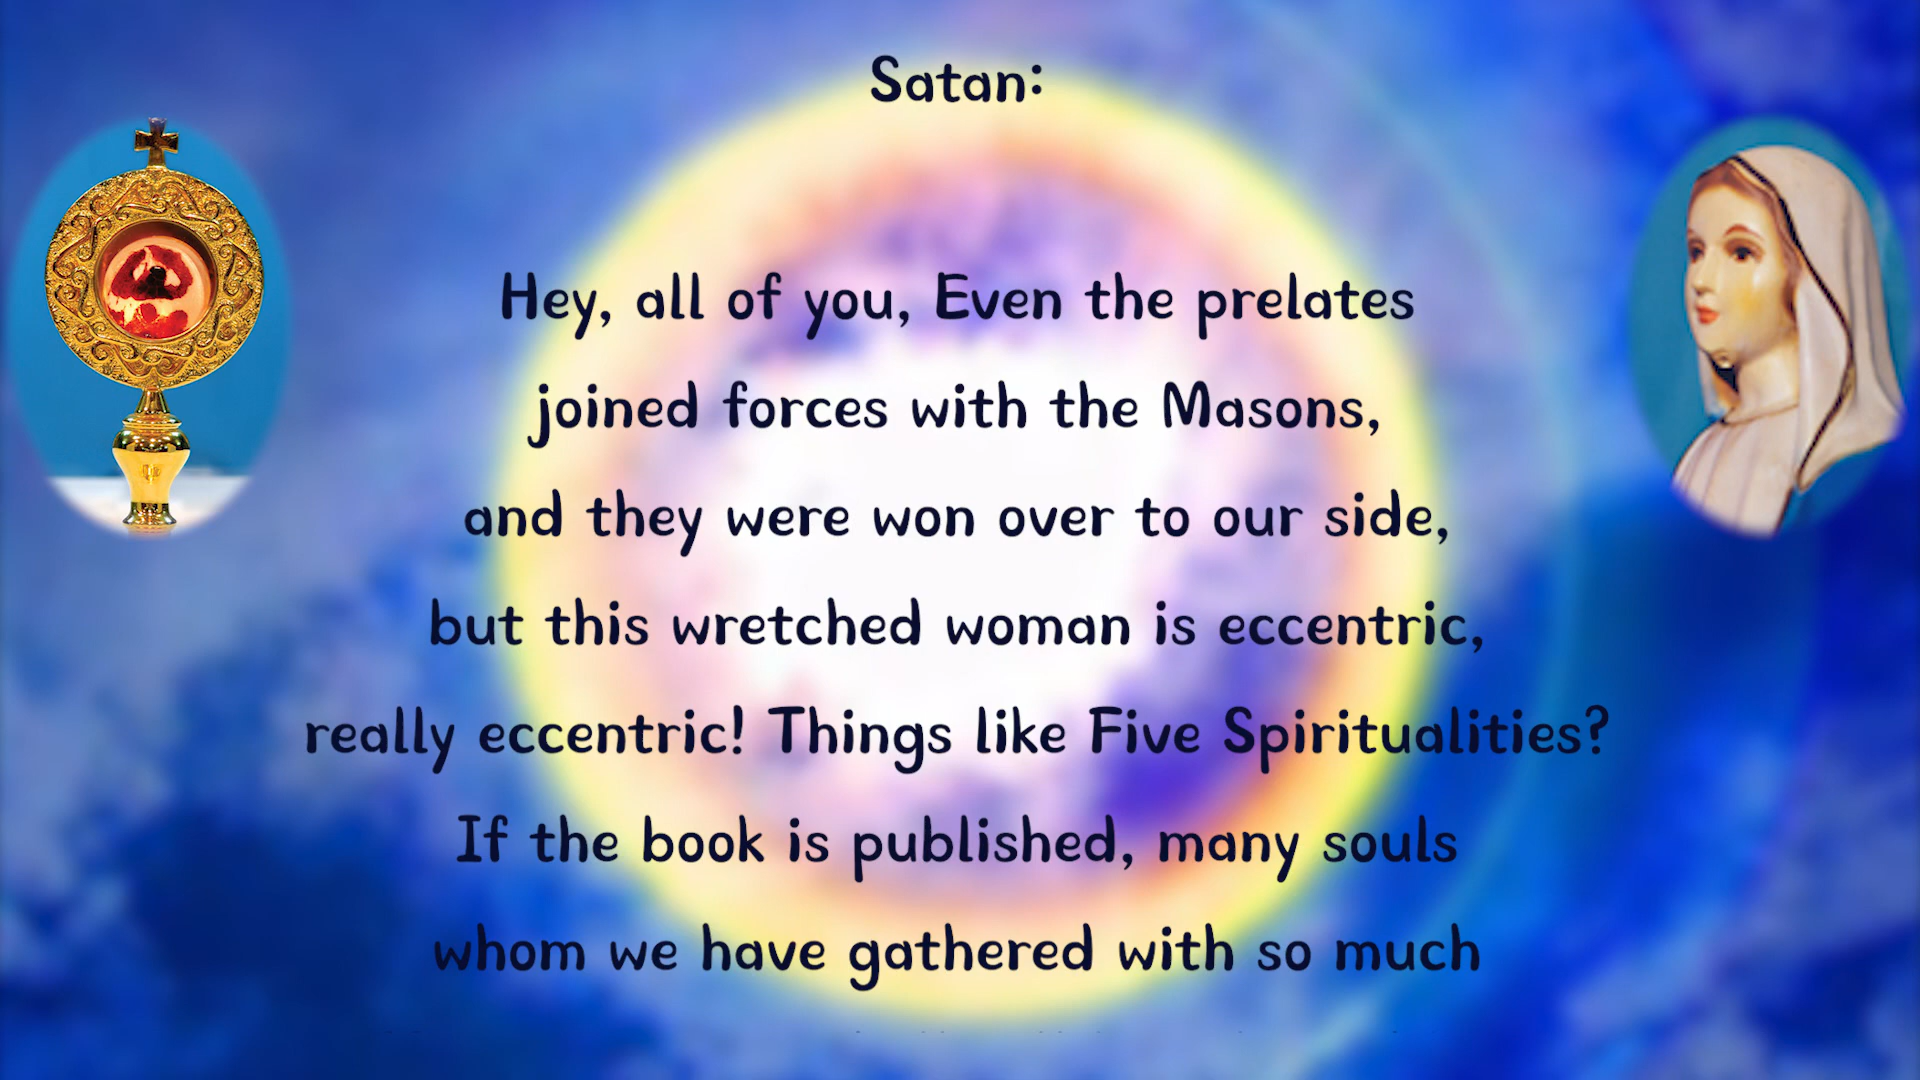 Satan:
Hey, all of you, Even the prelates
joined forces with the Masons,
and they were won over to our side,
but this wretched woman is eccentric,
really eccentric! Things like Five Spiritualities?
If the book is published, many souls
whom we have gathered with so much